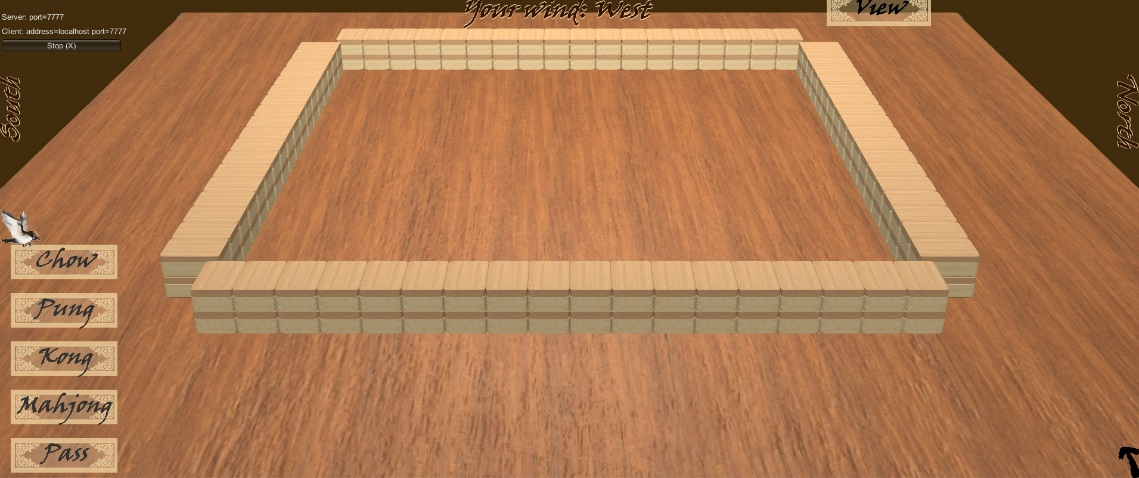 Server: port=7777
Client: address=localhost port=7777
Stop (X)
Your wind: West
View
South
North
Chow
Pung
Kong
Mahjong
Pass